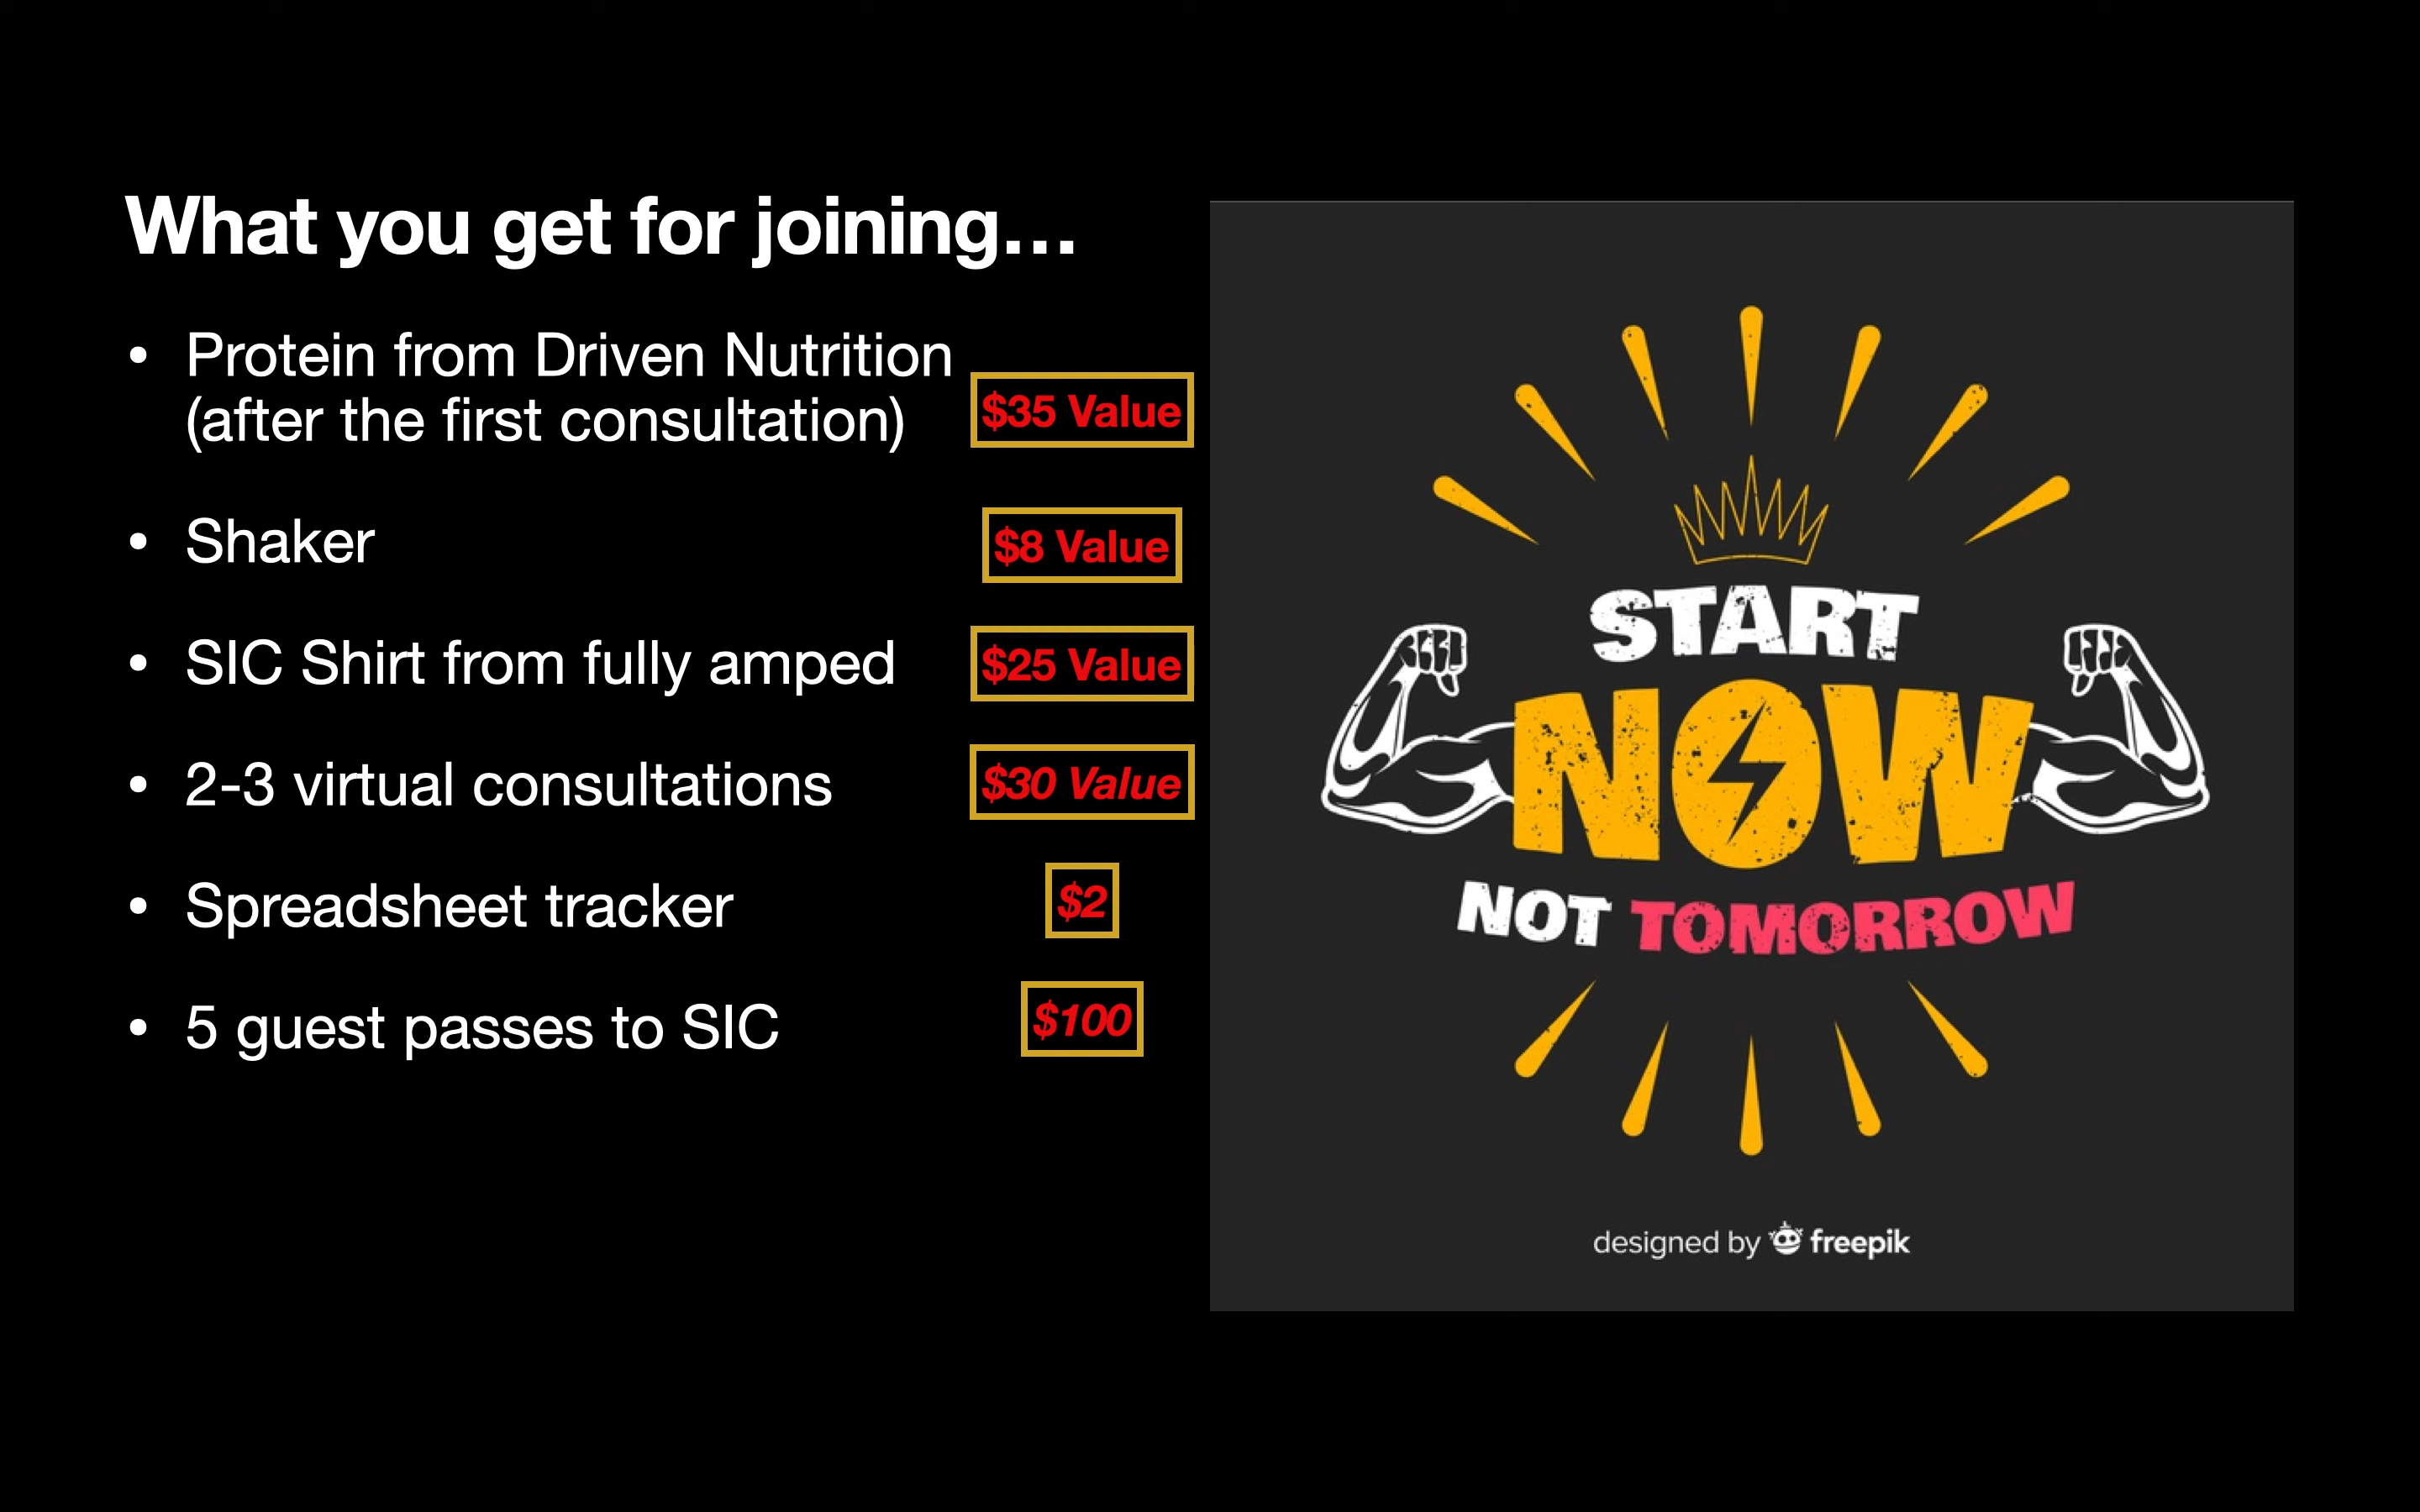 What you get for joining...
• Protein from Driven Nutrition
(after the first consultation)
$35 Value
• Shaker
$8 Value
• SIC Shirt from fully amped
$25 Value
• 2-3 virtual consultations
$30 Value
• Spreadsheet tracker
$2
• 5 guest passes to SIC
$100
START
NOW
NOT TOMORROW
designed by freepik